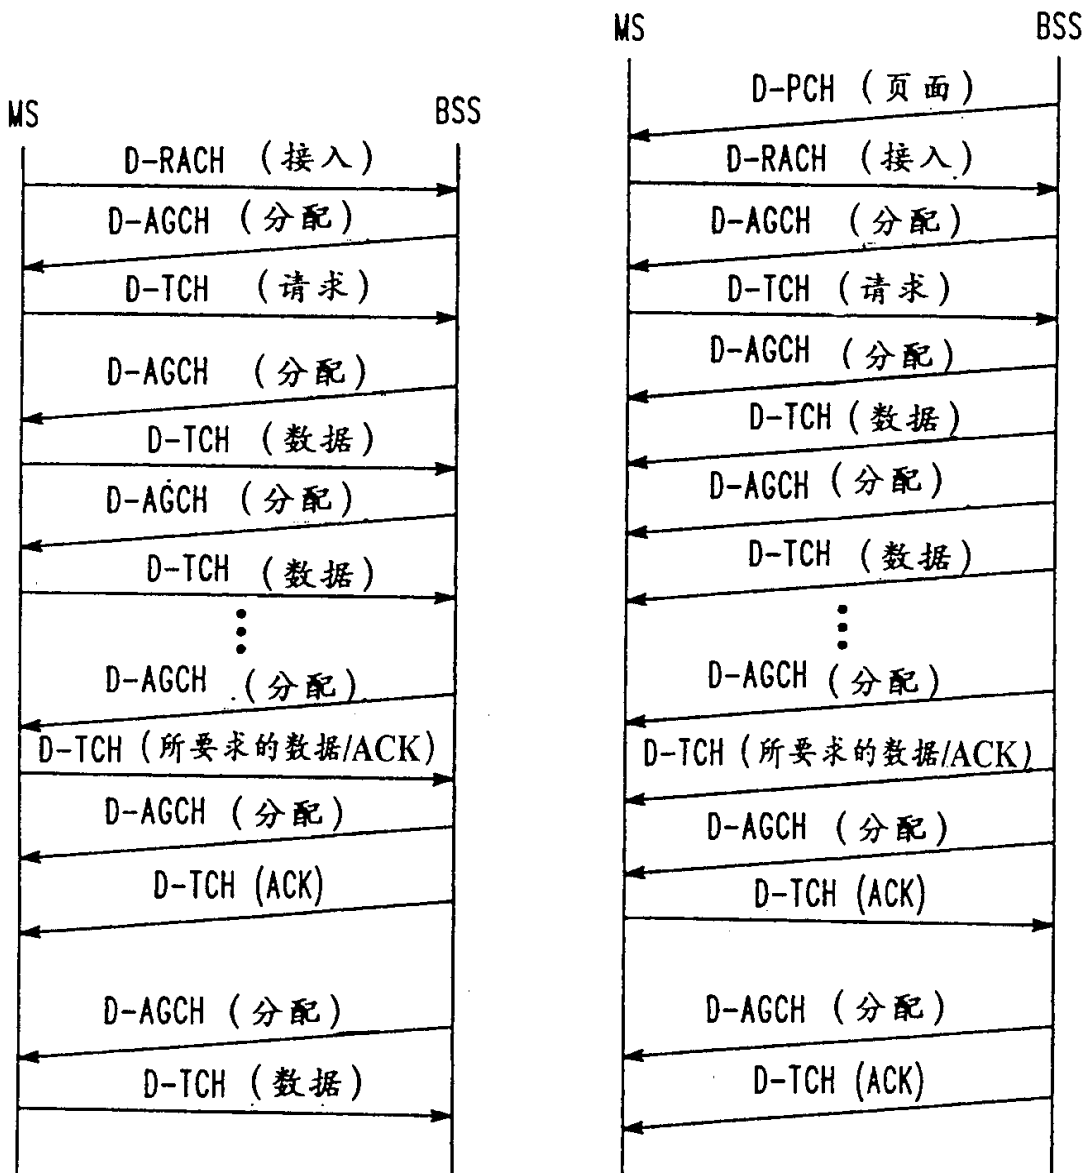 MS BSS
D-RACH (接入)
D-AGCH (分配)
D-TCH (请求)
D-AGCH (分配)
D-TCH (数据)
D-AGCH (分配)
D-TCH (数据)
D-AGCH (分配)
D-TCH (所要求的数据/ACK)
D-AGCH (分配)
D-TCH (ACK)
D-AGCH (分配)
D-TCH (数据)
MS BSS
D-PCH (页面)
D-RACH (接入)
D-AGCH (分配)
D-TCH (请求)
D-AGCH (分配)
D-TCH (数据)
D-AGCH (分配)
D-TCH (数据)
D-AGCH (分配)
D-TCH (所要求的数据/ACK)
D-AGCH (分配)
D-TCH (ACK)
D-AGCH (分配)
D-TCH (ACK)